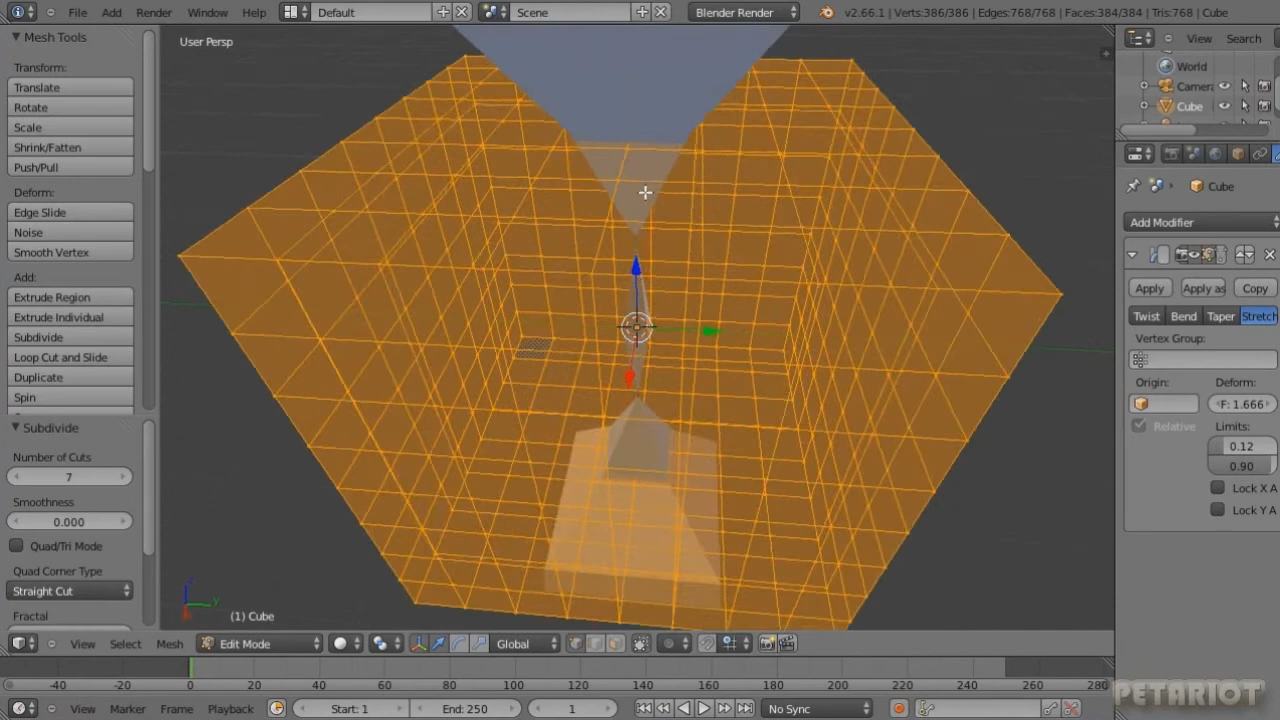 File Add Render Window Help Default Scene Blender Render v2.66.1 | Verts:386/386 | Edges:768/768 | Faces:384/384 | Tris:768 | Cube
Mesh Tools
Transform:
Translate
Rotate
Scale
Shrink/Fatten
Push/Pull
Deform:
Edge Slide
Noise
Smooth Vertex
Add:
Extrude Region
Extrude Individual
Subdivide
Loop Cut and Slide
Duplicate
Spin
Subdivide
Number of Cuts
7
Smoothness
0.000
Quad/Tri Mode
Quad Corner Type
Straight Cut
Fractal
User Persp
(1) Cube
View Search
World
Camera
Cube
Cube
Add Modifier
Apply Apply as Copy
Twist Bend Taper Stretch
Vertex Group:
Origin: Deform:
F: 1.666
Relative Limits:
0.12
0.90
Lock X A
Lock Y A
View Select Mesh Edit Mode Global
-40 -20 0 20 40 60 80 100 120 140 160 180 200 220 240 260 280
View Marker Frame Playback Start: 1 End: 250 1 No Sync
PETARIOT